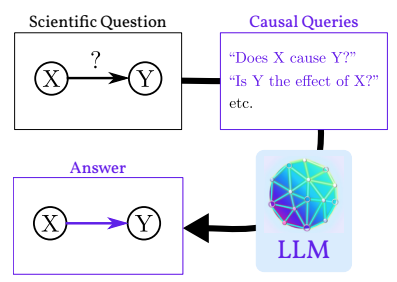 Scientific Question
X ? Y
Causal Queries
“Does X cause Y?”
“Is Y the effect of X?”
etc.
LLM
Answer
X Y